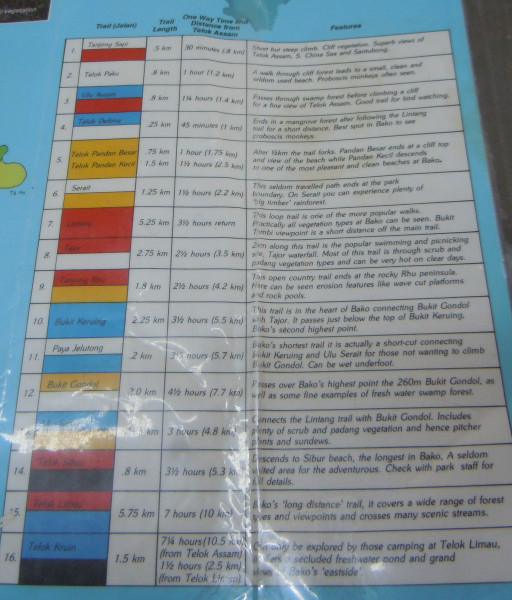 vegetation
Trail (Jalan)
Trail
Length
One Way Time and
Distance from
Telok Assam
Features
1.
Tanjong Sapi
.5 km
30 minutes (.8 km)
Short but steep climb. Cliff vegetation. Superb views of
Telok Assam, S. China Sea and Santubong.
2.
Telok Paku
.8 km
1 hour (1.2 km)
A walk through cliff forest leads to a small, clean and
seldom used beach. Proboscis monkeys often seen.
3.
Ulu Assam
.8 km
1¼ hours (1.4 km)
Passes through swamp forest before climbing a cliff
for a fine view of Telok Assam. Good trail for bird watching.
4.
Telok Delima
.25 km
45 minutes (1 km)
Ends in a mangrove forest after following the Lintang
trail for a short distance. Best spot in Bako to see
proboscis monkeys.
5.
Telok Pandan Besar
Telok Pandan Kecil
.75 km
1.5 km
1 hour (1.75 km)
1½ hours (2.5 km)
After 1km the trail forks. Pandan Besar ends at a cliff top
and view of the beach while Pandan Kecil descends
to one of the most pleasant and clean beaches at Bako.
6.
Serait
1.25 km
1½ hours (2.2 km)
This seldom travelled path ends at the park
boundary. On Serait you can experience plenty of
'big timber' rainforest.
7.
Lintang
5.25 km
3½ hours return
This loop trail is one of the more popular walks.
Practically all vegetation types at Bako can be seen. Bukit
Tambi viewpoint is a short distance off the main trail.
8.
Tajor
2.75 km
2½ hours (3.5 km)
2km along this trail is the popular swimming and picnicking
site, Tajor waterfall. Most of this trail is through scrub and
padang vegetation types and can be very hot on clear days.
9.
Tanjong Rhu
1.8 km
2½ hours (4.2 km)
This open country trail ends at the rocky Rhu peninsula.
Here can be seen erosion features like wave cut platforms
and rock pools.
10.
Bukit Keruing
2.25 km
3½ hours (5.5 km)
This trail is in the heart of Bako connecting Bukit Gondol
with Tajor. It passes just below the top of Bukit Keruing,
Bako's second highest point.
11.
Paya Jelutong
.2 km
hours (5.7 km)
Bako's shortest trail it is actually a short-cut connecting
Bukit Keruing and Ulu Serait for those not wanting to climb
Bukit Gondol. Can be wet underfoot.
12.
Bukit Gondol
2.0 km
4½ hours (7.7 km)
Passes over Bako's highest point the 260m Bukit Gondol, as
well as some fine examples of fresh water swamp forest.
km
3 hours (4.8 km)
Connects the Lintang trail with Bukit Gondol. Includes
plenty of scrub and padang vegetation and hence pitcher
plants and sundews.
14.
Telok Sibur
.8 km
3½ hours (5.3 km)
Descends to Sibur beach, the longest in Bako. A seldom
visited area for the adventurous. Check with park staff for
details.
15.
Telok Limau
5.75 km
7 hours (10 km)
Bako's 'long distance' trail, it covers a wide range of forest
types and viewpoints and crosses many scenic streams.
16.
Telok Kruin
1.5 km
7¼ hours (10.5 km)
(from Telok Assam)
1½ hours (2.5 km)
(from Telok Limau)
Can only be explored by those camping at Telok Limau,
a secluded freshwater pond and grand
views of Bako's 'eastside'.